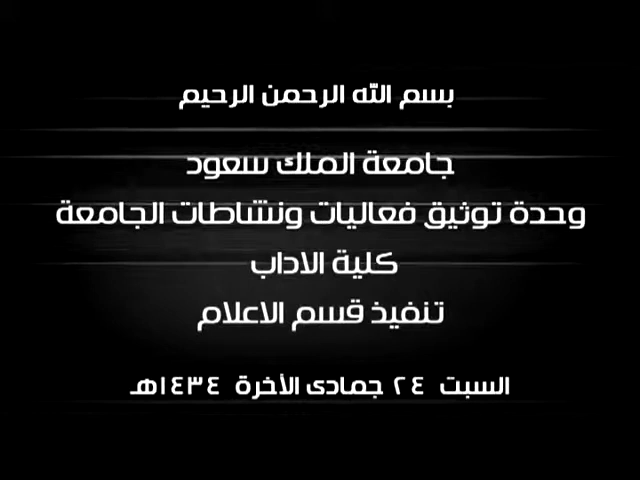 بسم الله الرحمن الرحيم
جامعة الملك سعود
وحدة توثيق فعاليات ونشاطات الجامعة
كلية الاداب
تنفيذ قسم الاعلام
السبت ٢٤ جمادى الأخرة ١٤٣٤هـ